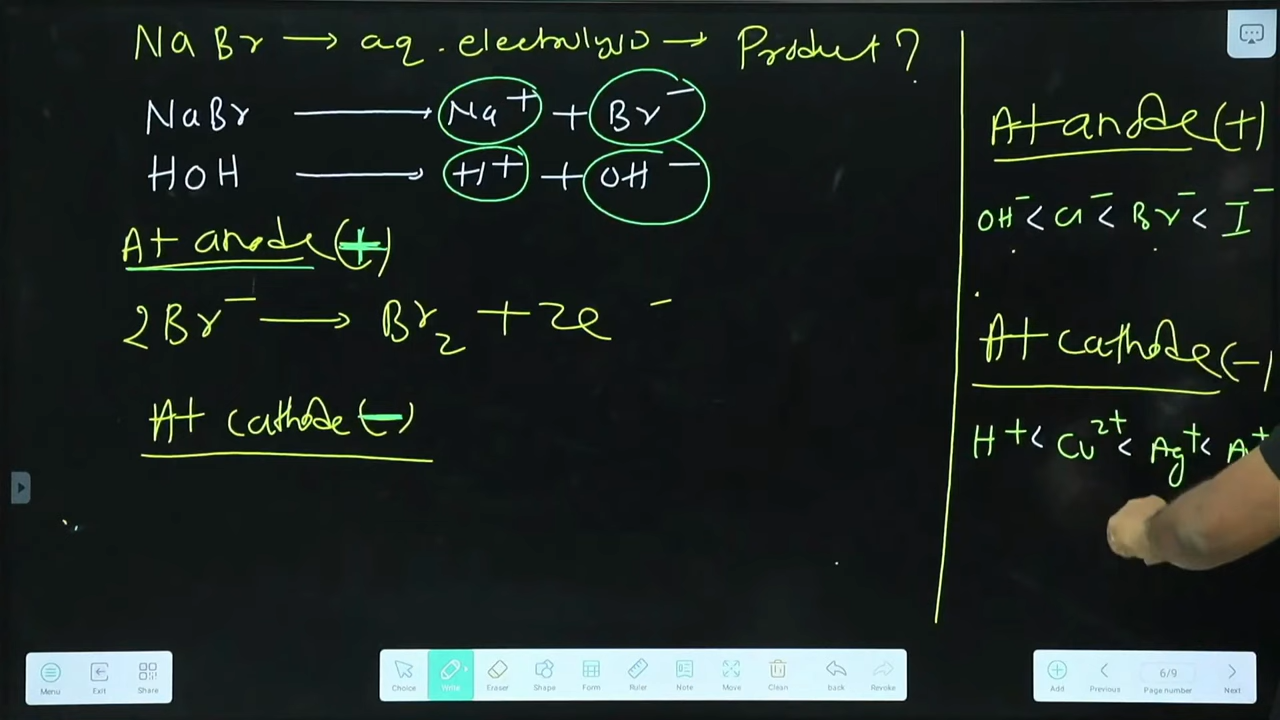 NaBr → aq. electrolysis → Product?
NaBr → Na⁺ + Br⁻
HOH → H⁺ + OH⁻
At anode (+)
2Br⁻ → Br₂ + 2e⁻
At cathode (-)
At anode (+)
OH⁻ < Cl⁻ < Br⁻ < I⁻
At cathode (-)
H⁺ < Cu²⁺ < Ag⁺ <
Menu
Exit
Share
Choice
Write
Eraser
Shape
Form
Ruler
Note
Move
Clean
back
Revoke
Add
Previous
6/9
Page number
Next